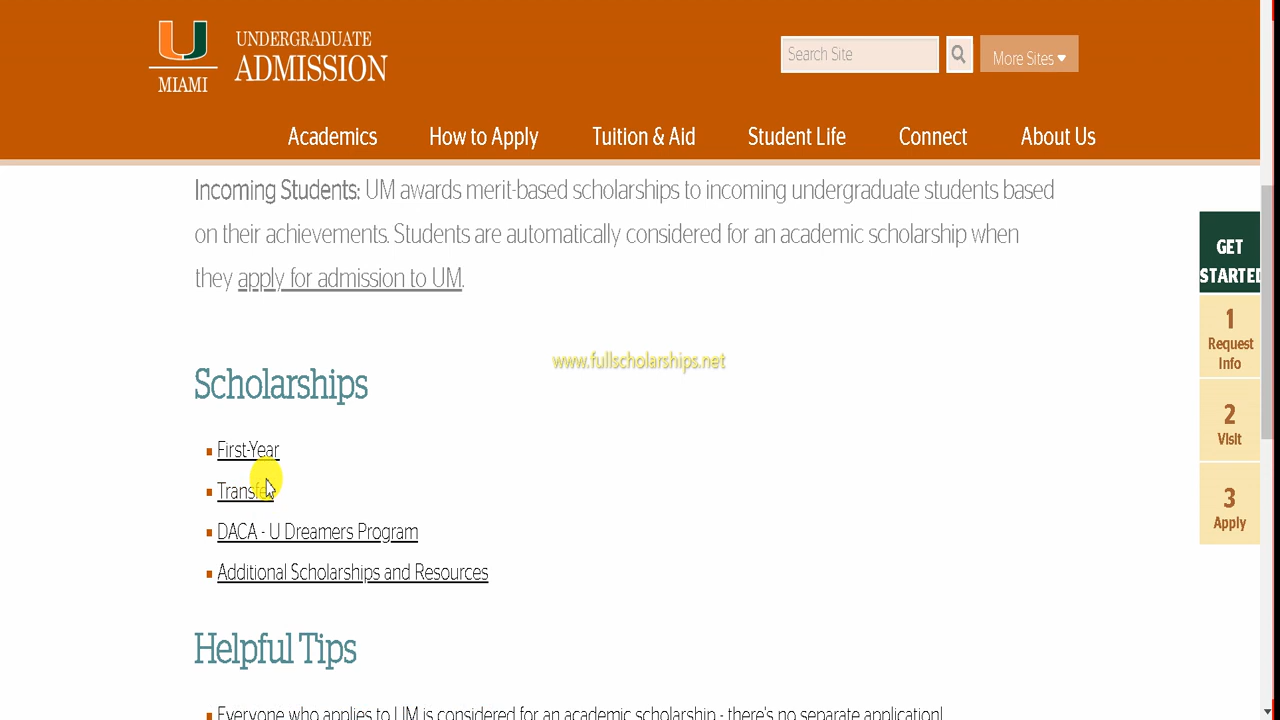 UNDERGRADUATE
ADMISSION
MIAMI
Search Site
More Sites
Academics How to Apply Tuition & Aid Student Life Connect About Us
Incoming Students: UM awards merit-based scholarships to incoming undergraduate students based
on their achievements. Students are automatically considered for an academic scholarship when
they apply for admission to UM.
www.fullscholarships.net
Scholarships
First-Year
Transfer
DACA - U Dreamers Program
Additional Scholarships and Resources
Helpful Tips
Everyone who applies to UM is considered for an academic scholarship - there's no separate application!
GET
STARTED
1
Request
Info
2
Visit
3
Apply